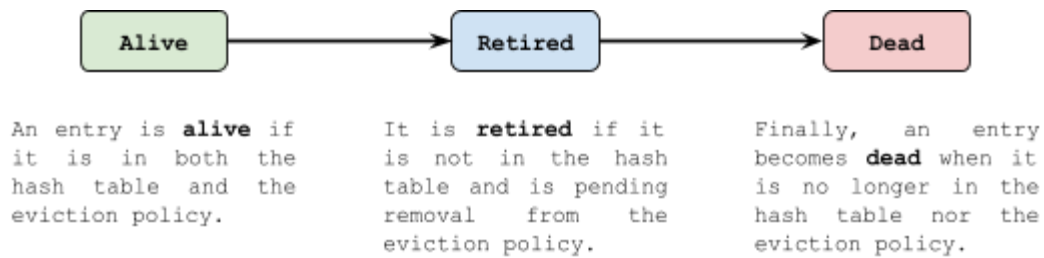 Alive
Retired
Dead
An entry is alive if
it is in both the
hash table and the
eviction policy.
It is retired if it
is not in the hash
table and is pending
removal from the
eviction policy.
Finally, an entry
becomes dead when it
is no longer in the
hash table nor the
eviction policy.